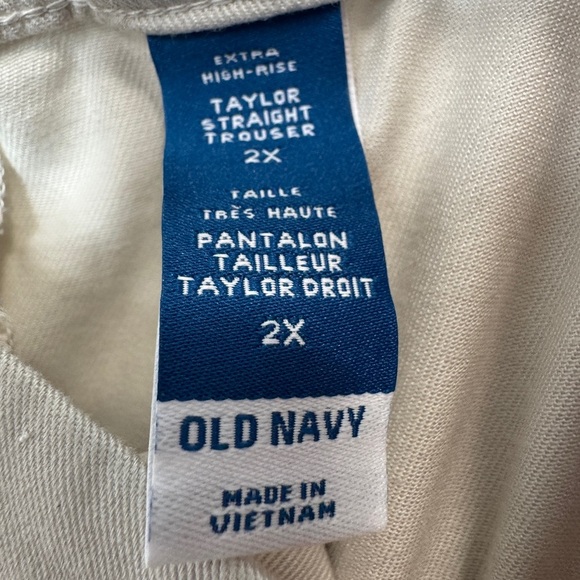 EXTRA
HIGH-RISE
TAYLOR
STRAIGHT
TROUSER
2X
TAILLE
TRÈS HAUTE
PANTALON
TAILLEUR
TAYLOR DROIT
2X
OLD NAVY
MADE IN
VIETNAM